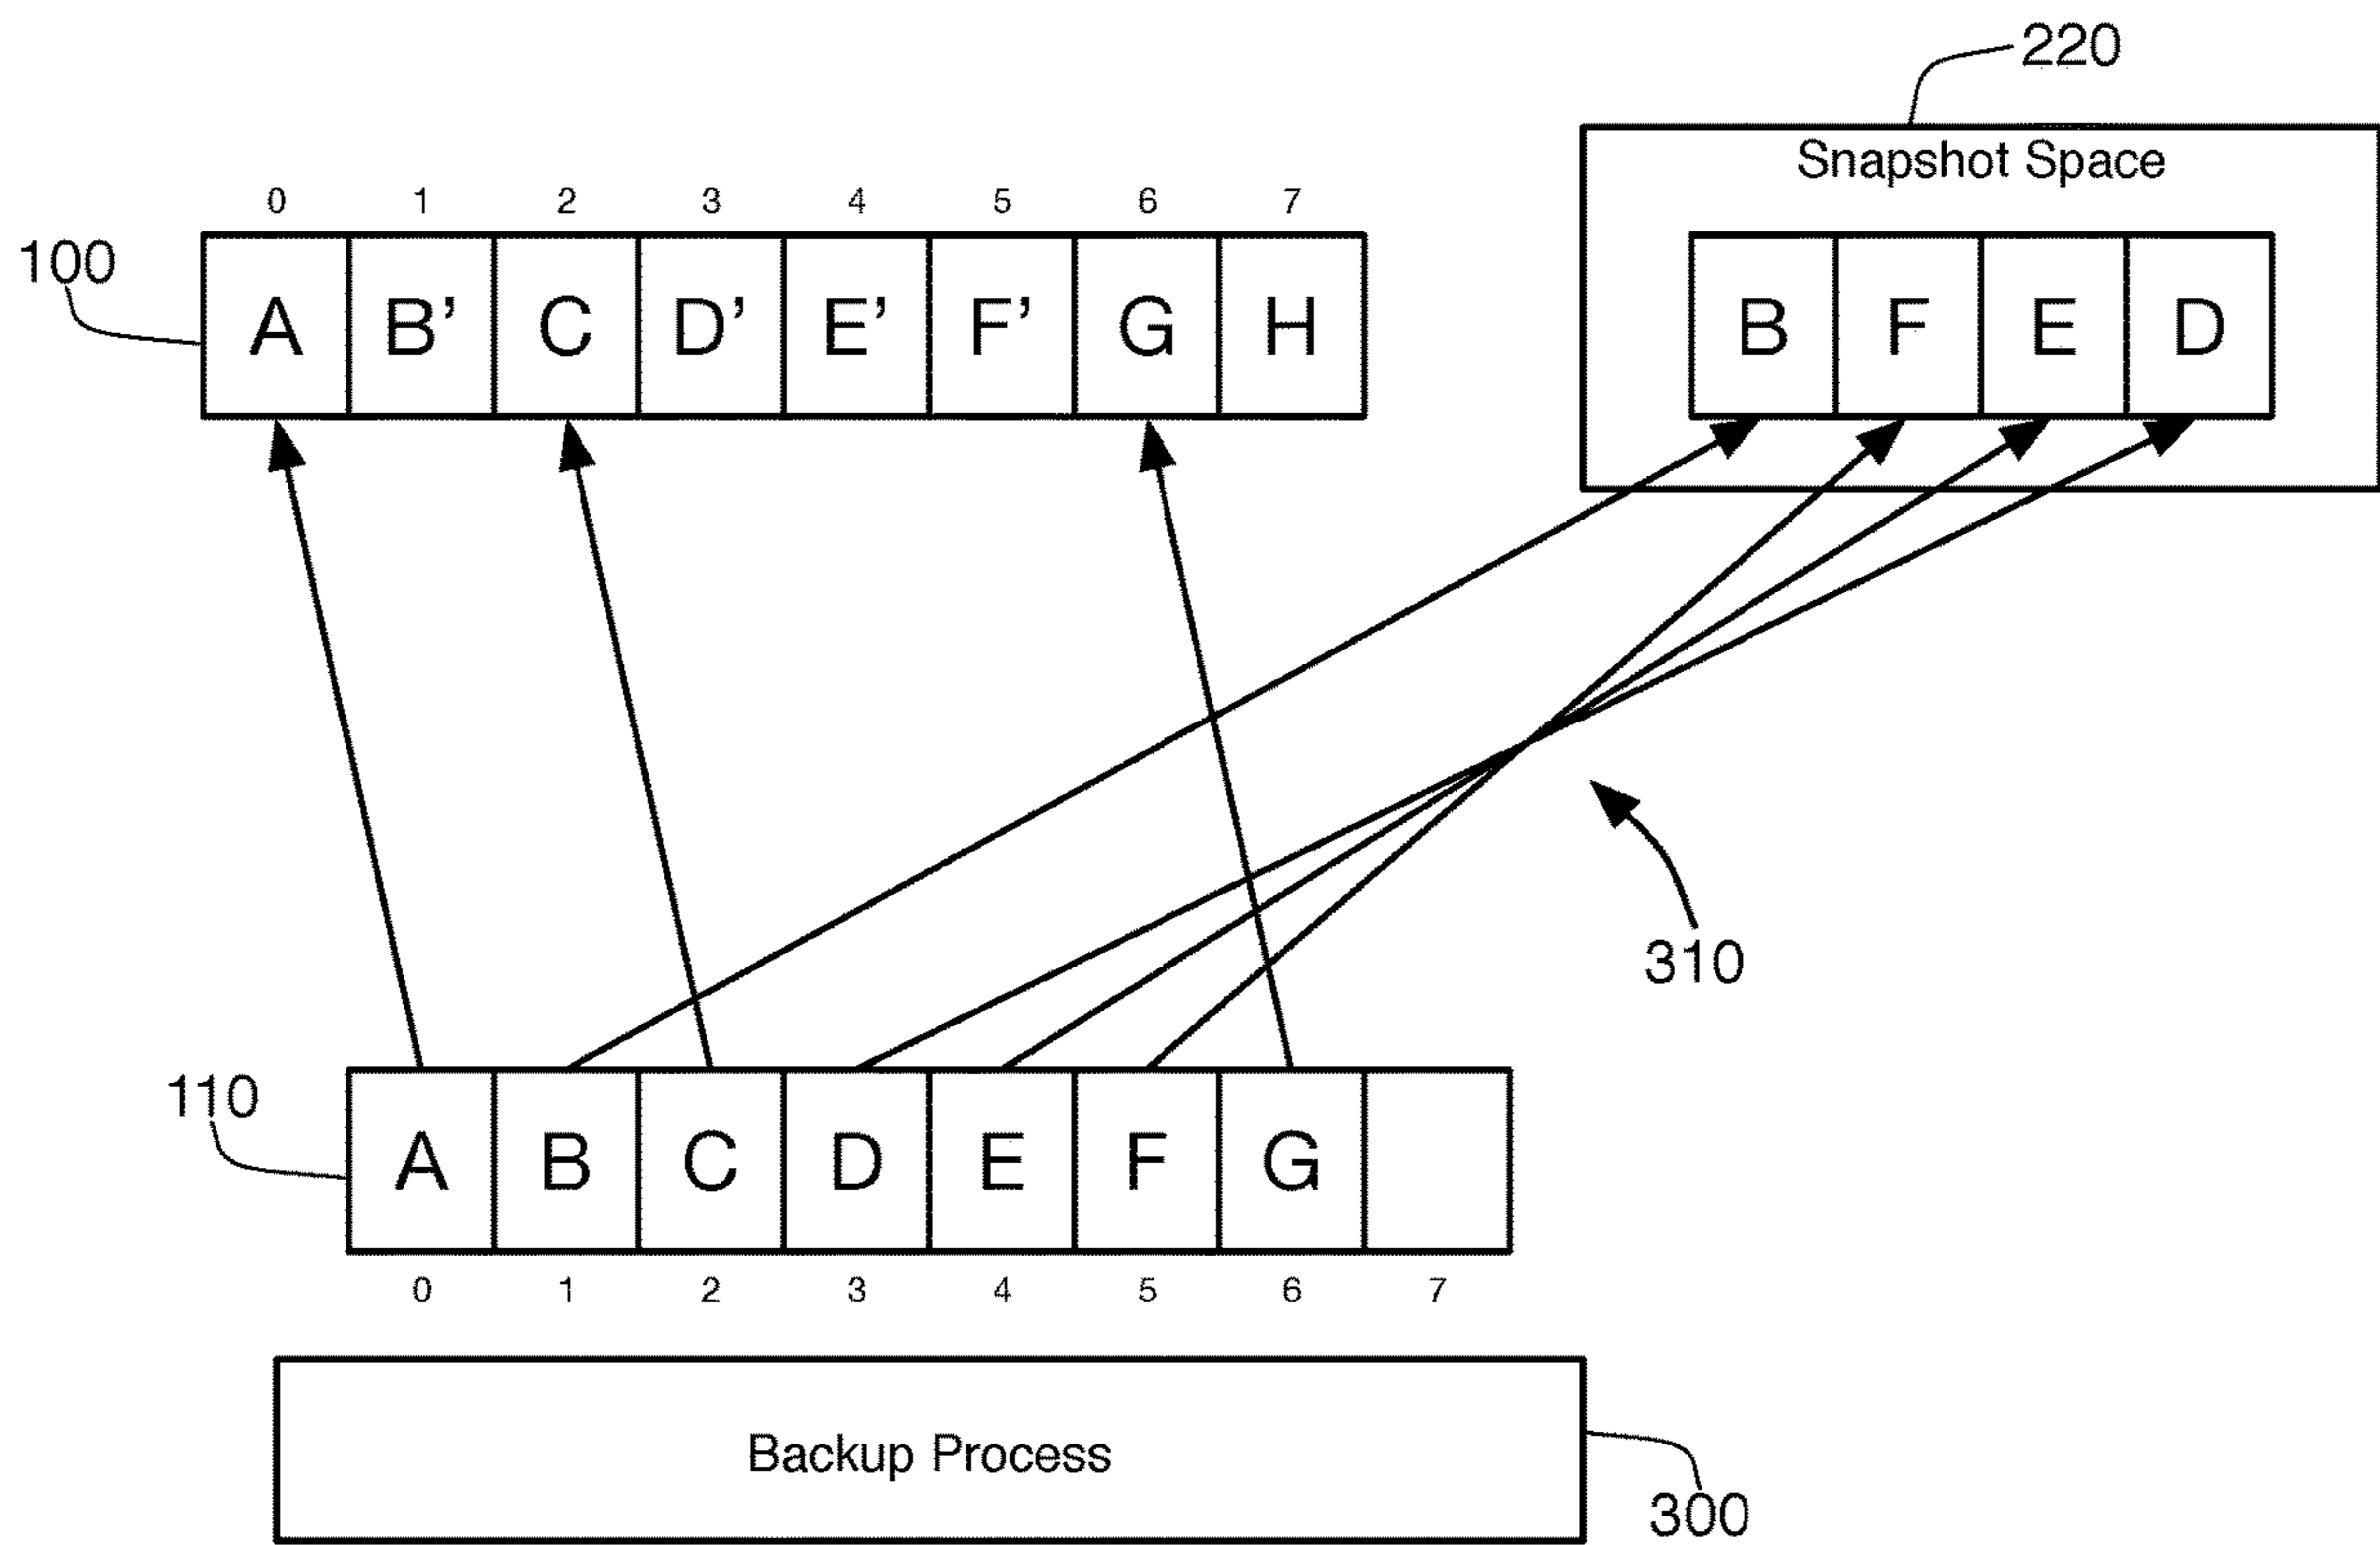 220
Snapshot Space
0 1 2 3 4 5 6 7
100
A B' C D' E' F' G H
B F E D
310
110
A B C D E F G
0 1 2 3 4 5 6 7
Backup Process
300